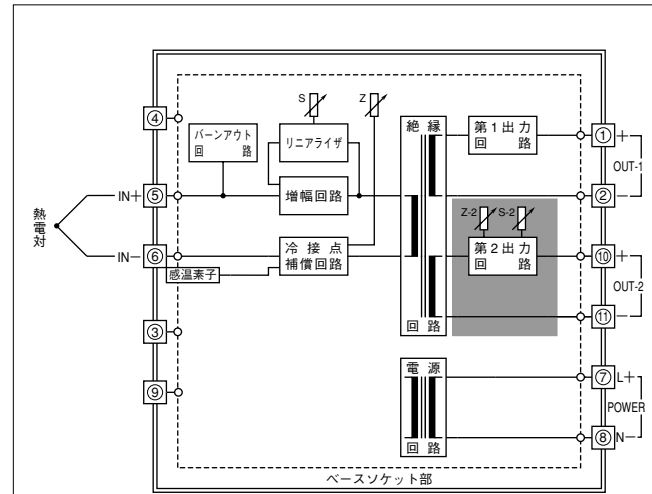 S
Z
④
バーンアウト
回路
リニアライザ
絶縁
第1出力
回路
①
＋
OUT-1
熱電対
IN＋
⑤
増幅回路
②
－
Z-2
S-2
IN－
⑥
冷接点
補償回路
第2出力
回路
⑩
＋
感温素子
OUT-2
③
回路
⑪
－
⑨
電源
⑦
L＋
POWER
回路
⑧
N－
ベースソケット部